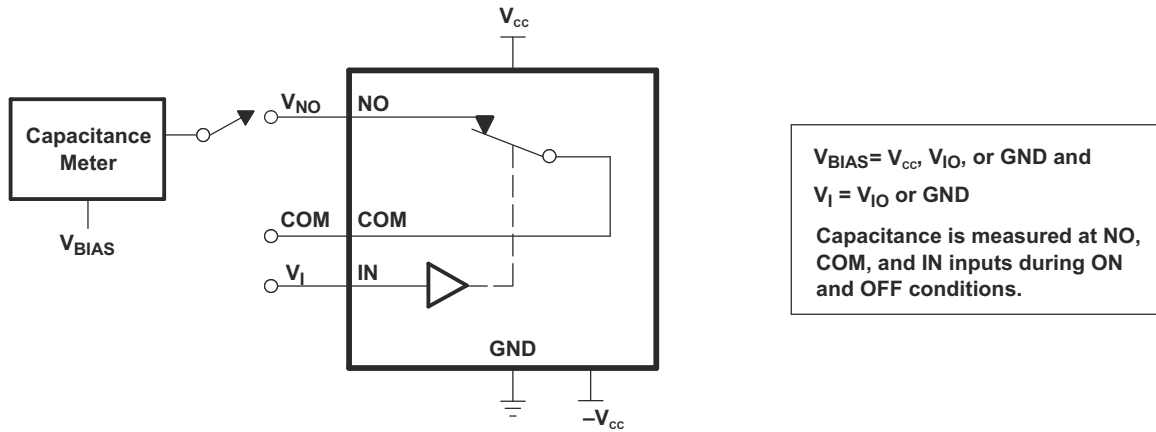 Vcc
VNO
NO
Capacitance
Meter
VBIAS
COM
COM
VI
IN
GND
–Vcc
VBIAS= Vcc, VIO, or GND and
VI = VIO or GND
Capacitance is measured at NO,
COM, and IN inputs during ON
and OFF conditions.